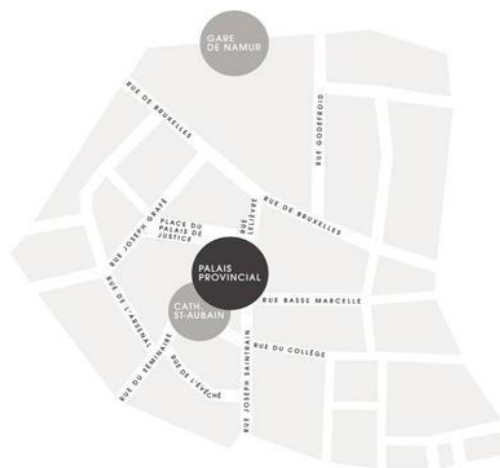 GARE
DE NAMUR
RUE DE BRUXELLES
RUE GODEFROID
RUE JOSEPH GRAFÉ
PLACE DU
PALAIS DE
JUSTICE
RUE
LELIÈVRE
RUE DE BRUXELLES
PALAIS
PROVINCIAL
RUE BASSE MARCELLE
CATH.
ST-AUBAIN
RUE DE L'ARSENAL
RUE DU SÉMINAIRE
RUE DE L'ÉVÊCHÉ
RUE JOSEPH SAINTRAIN
RUE DU COLLÈGE